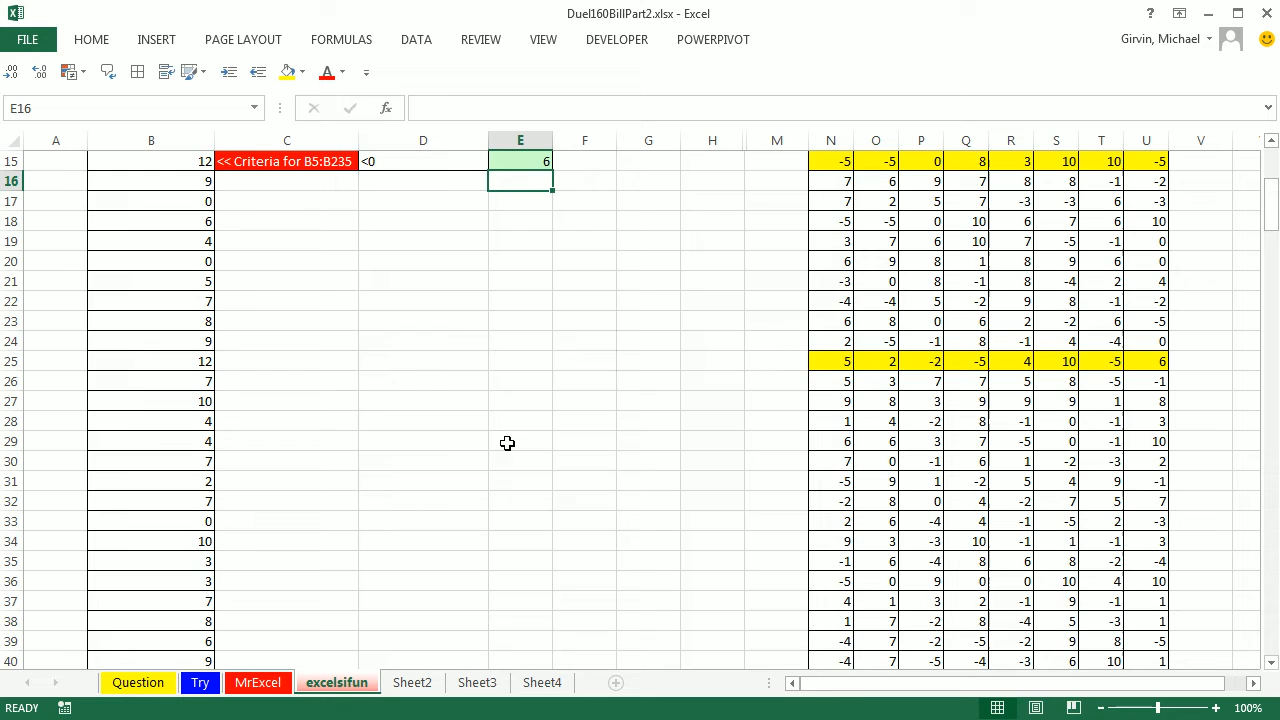 Duel160BillPart2.xlsx - Excel
?
FILE HOME INSERT PAGE LAYOUT FORMULAS DATA REVIEW VIEW DEVELOPER POWERPIVOT Girvin, Michael
E16 fx
A B C D E F G H M N O P Q R S T U V
15 12 << Criteria for B5:B235 <0 6 -5 -5 0 8 3 10 10 -5
16 9 7 6 9 7 8 8 -1 -2
17 0 7 2 5 7 -3 -3 6 -3
18 6 -5 -5 0 10 6 7 6 10
19 4 3 7 6 10 7 -5 -1 0
20 0 6 9 8 1 8 9 6 0
21 5 -3 0 8 -1 8 -4 2 4
22 7 -4 -4 5 -2 9 8 -1 -2
23 8 6 8 0 6 2 -2 6 -5
24 9 2 -5 -1 8 -1 4 -4 0
25 12 5 2 -2 -5 4 10 -5 6
26 7 5 3 7 7 5 8 -5 -1
27 10 9 8 3 9 9 9 1 8
28 4 1 4 -2 8 -1 0 -1 3
29 4 6 6 3 7 -5 0 -1 10
30 7 7 0 -1 6 1 -2 -3 2
31 2 -5 9 1 -2 5 4 9 -1
32 7 -2 8 0 4 -2 7 5 7
33 0 2 6 -4 4 -1 -5 2 -3
34 10 9 3 -3 10 -1 1 -1 3
35 3 -1 6 -4 8 6 8 -2 -4
36 3 -5 0 9 0 0 10 4 10
37 7 4 1 3 2 -1 9 -1 1
38 8 1 7 -2 8 -4 5 -3 1
39 6 -4 7 -2 -5 -2 9 8 -5
40 9 -4 7 -5 -4 -3 6 10 1
Question Try MrExcel excelsifun Sheet2 Sheet3 Sheet4
READY 100%